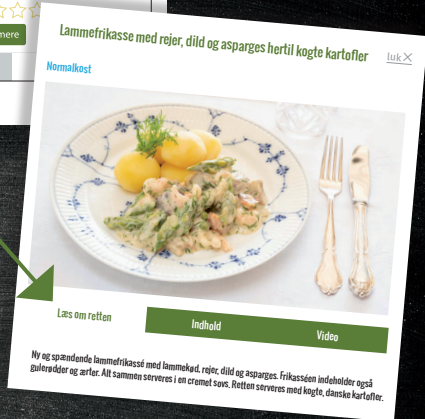 mere
Lammefrikasse med rejer, dild og asparges hertil kogte kartofler
luk X
Normalkost
Læs om retten
Indhold
Video
Ny og spændende lammefrikassé med lammekød, rejer, dild og asparges. Frikasséen indeholder også
gulerødder og ærter. Alt sammen serveres i en cremet sovs. Retten serveres med kogte, danske kartofler.